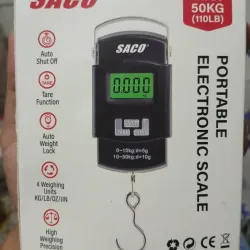 SACO
50KG
(110LB)
Auto
Shut Off
TARE
Tare
Function
Auto
Weight
Lock
4 Weighing
Units
KG/LB/OZ/JIN
High
Weighing
Precision
SACO
0.000
0-10kg:d=5g
10-50kg:d=10g
PORTABLE
ELECTRONIC SCALE